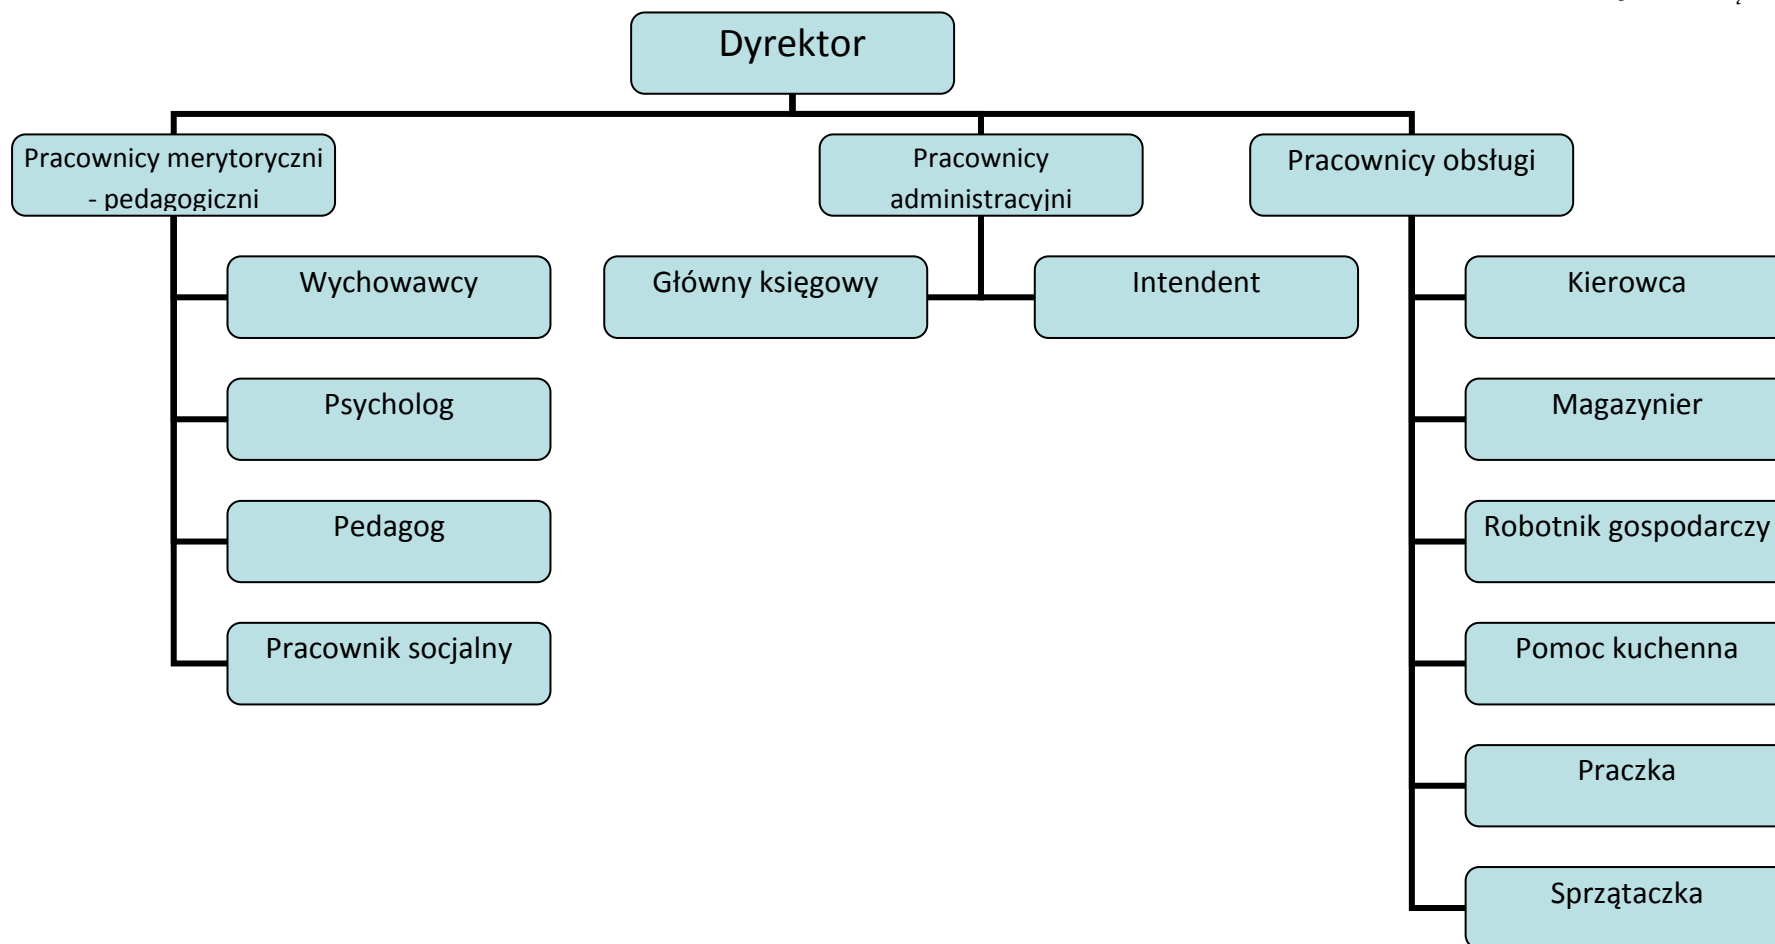 Dyrektor
Pracownicy merytoryczni
- pedagogiczni
Pracownicy
administracyjni
Pracownicy obsługi
Wychowawcy
Psycholog
Pedagog
Pracownik socjalny
Główny księgowy
Intendent
Kierowca
Magazynier
Robotnik gospodarczy
Pomoc kuchenna
Praczka
Sprzątaczka